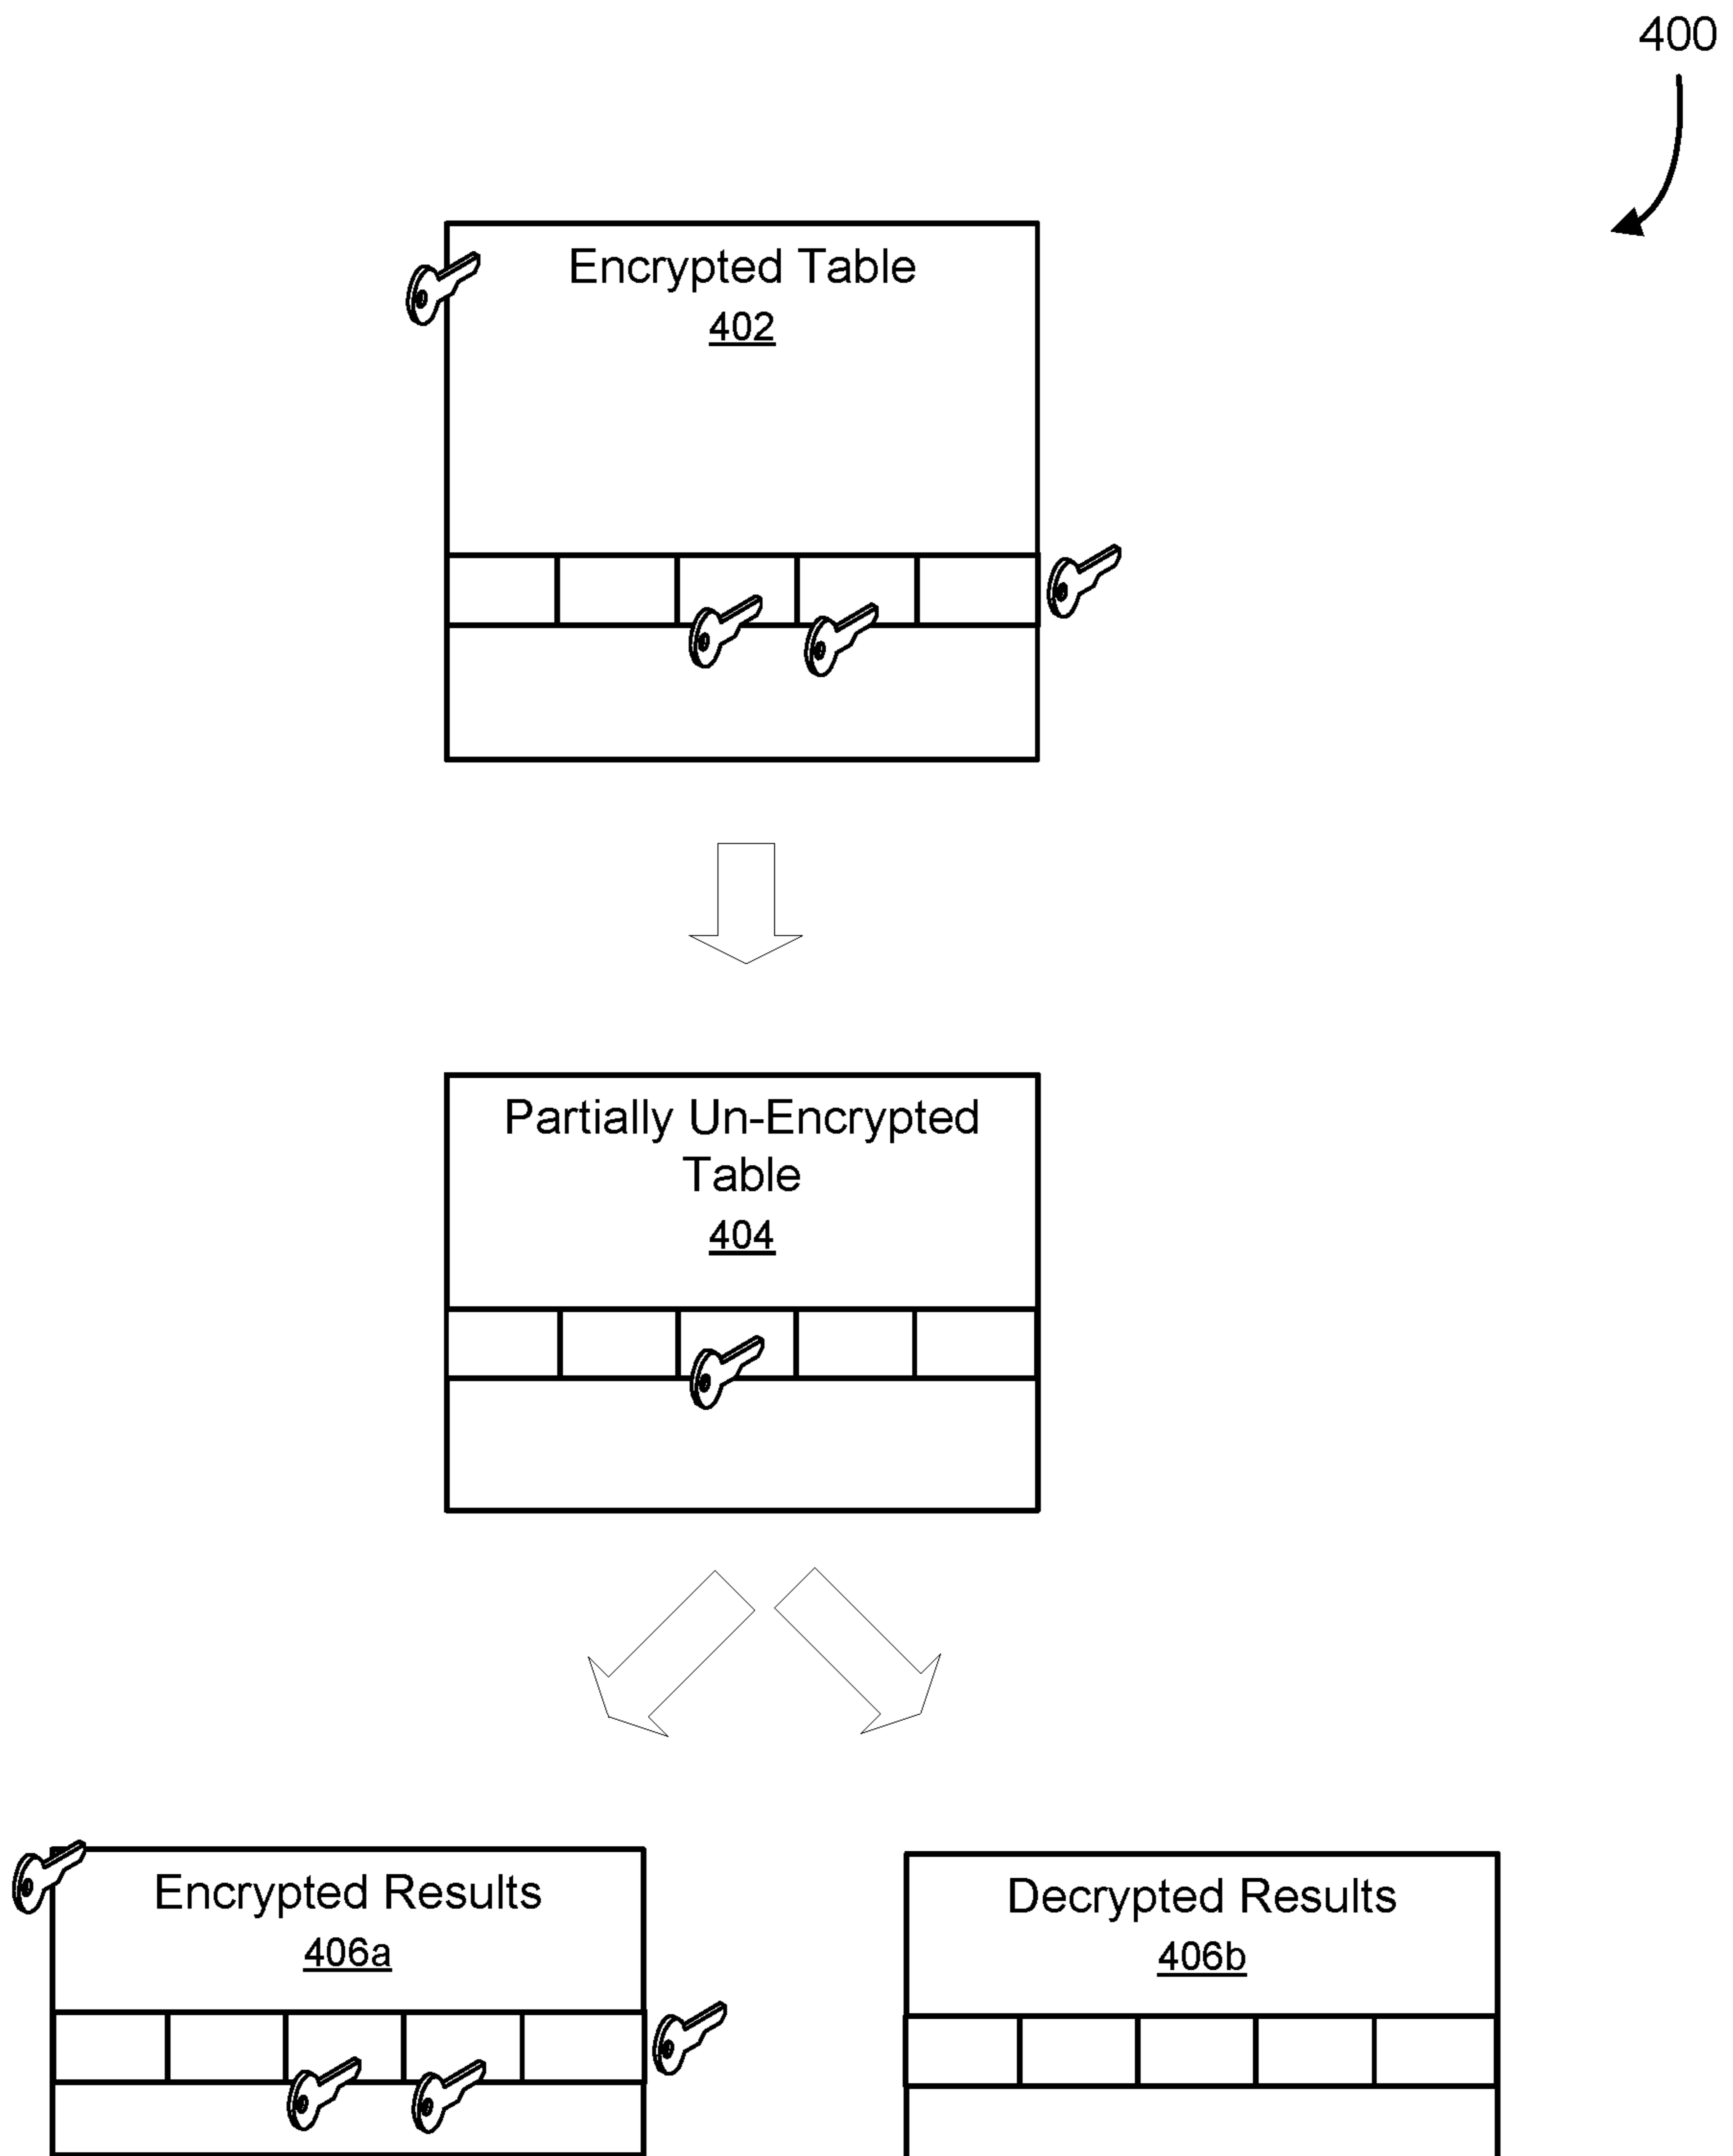 400
Encrypted Table
402
Partially Un-Encrypted
Table
404
Encrypted Results
406a
Decrypted Results
406b